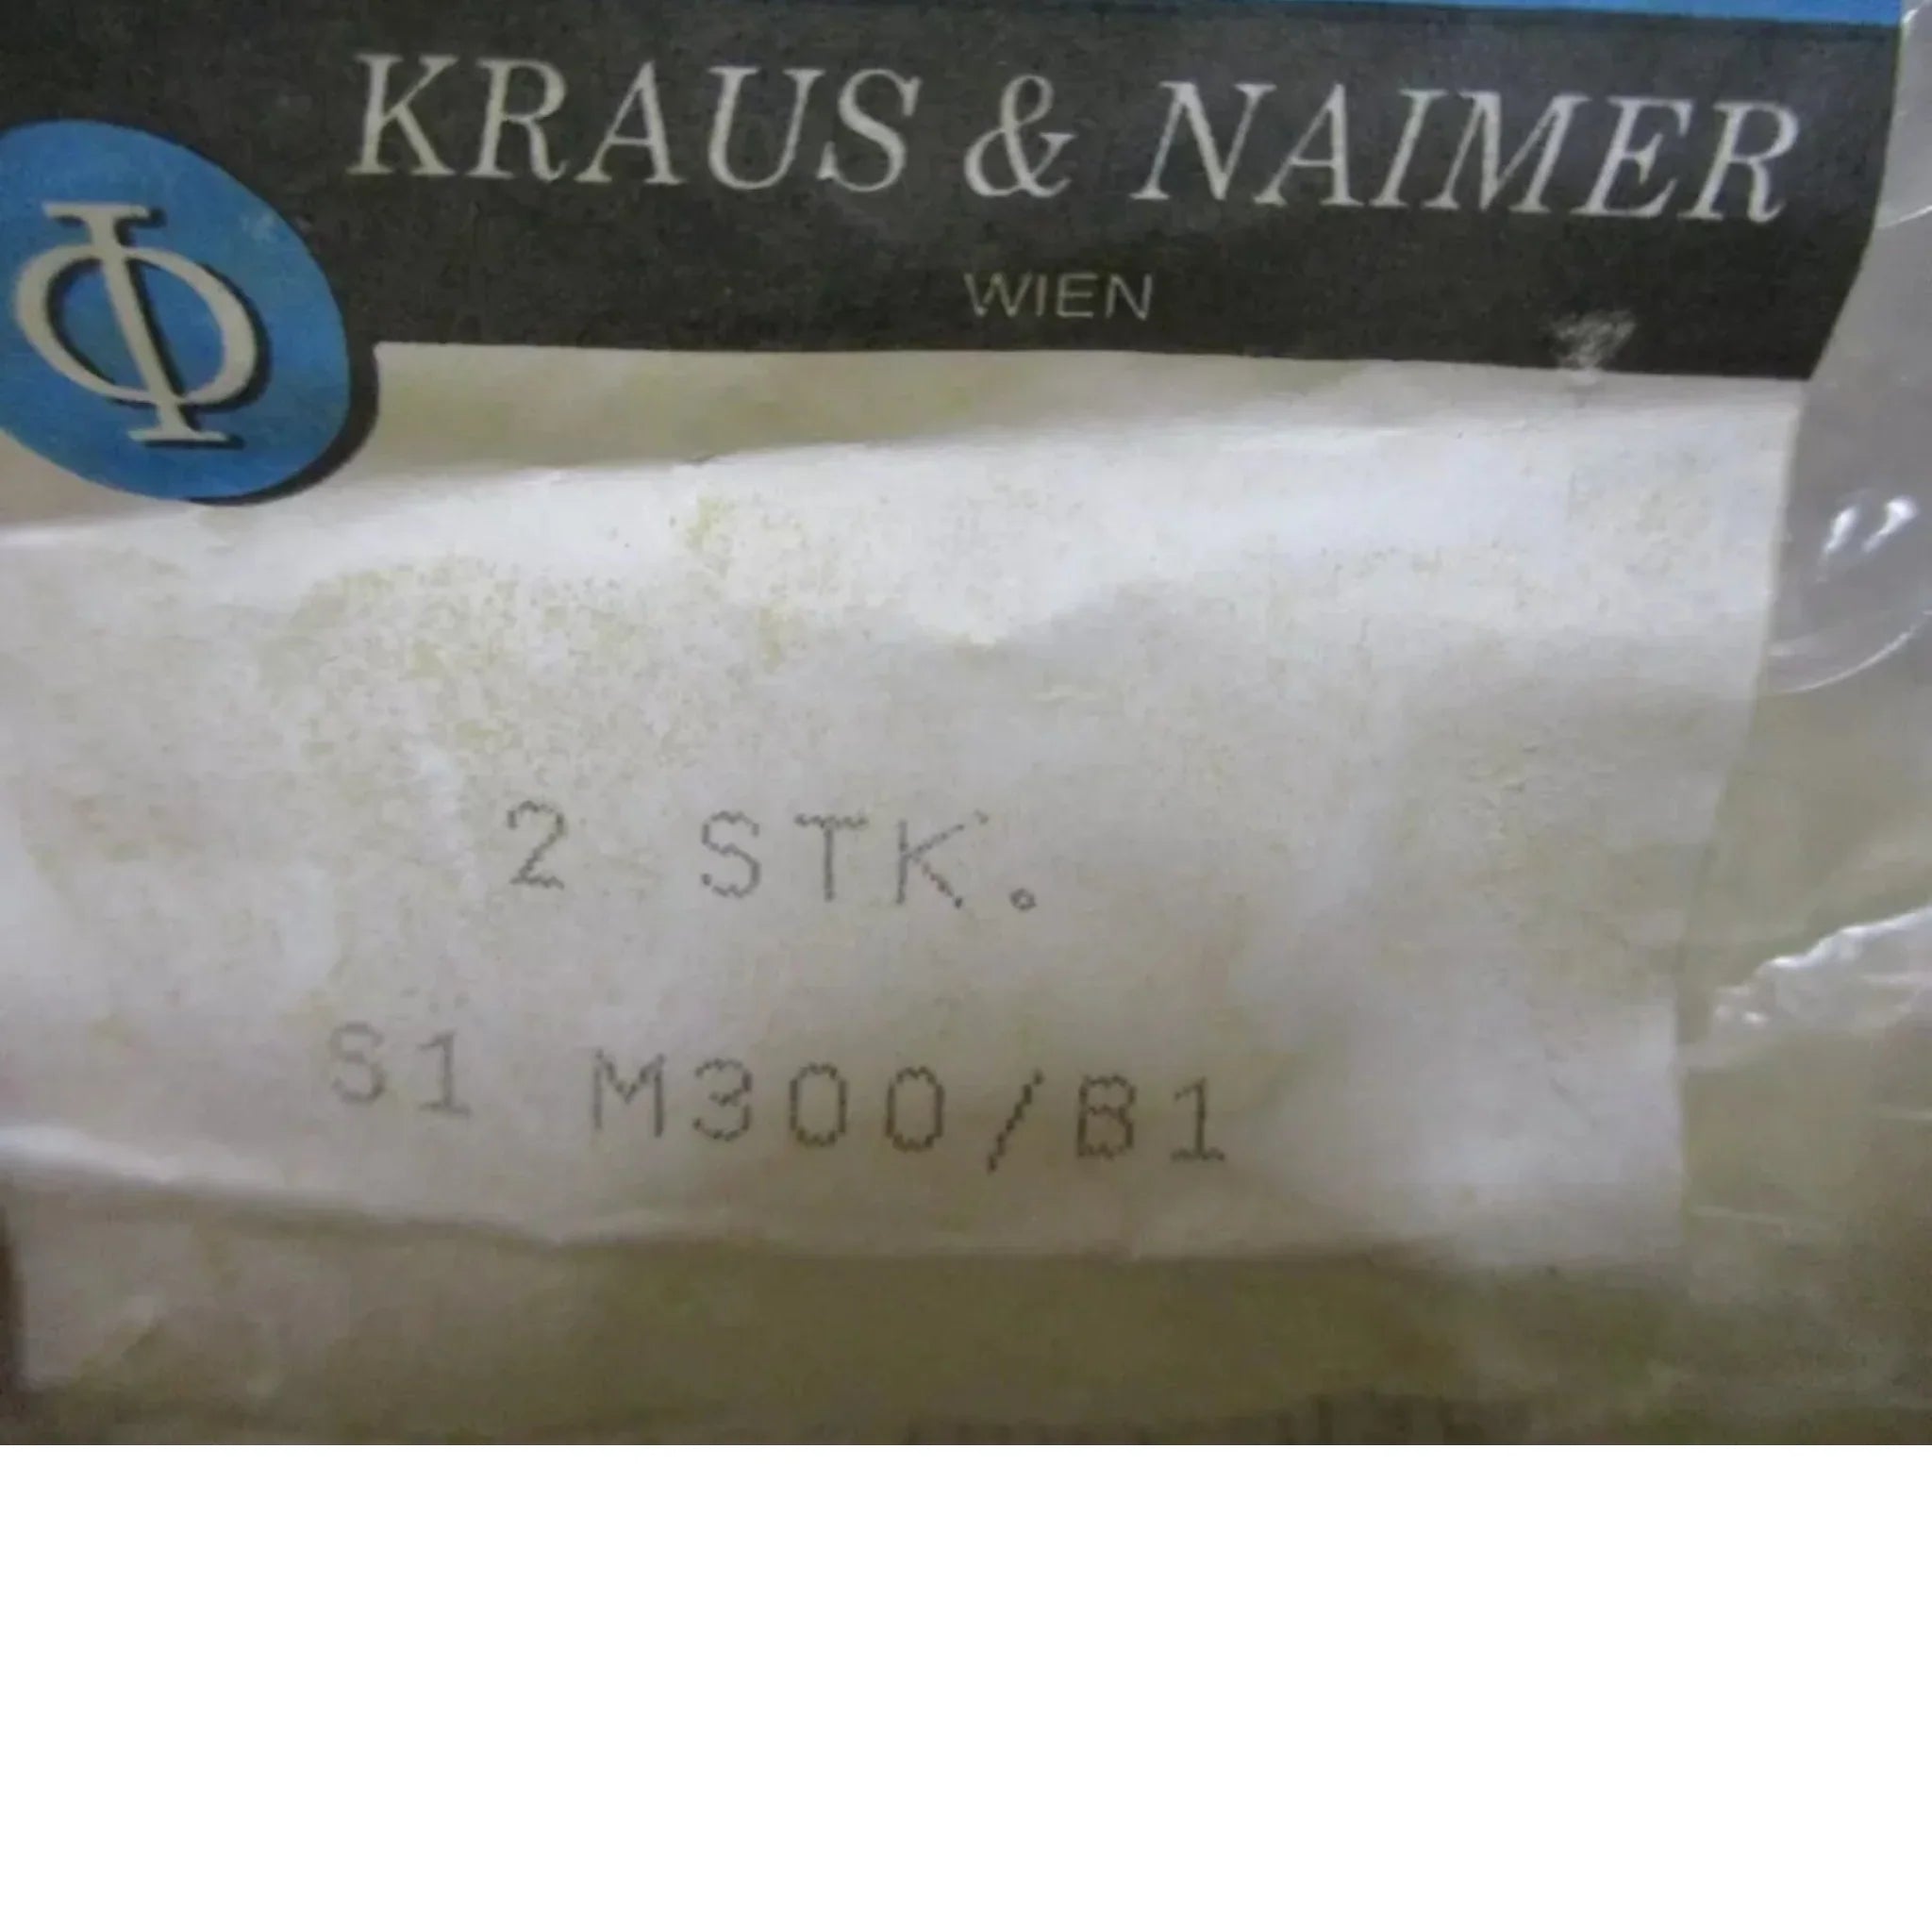 KRAUS & NAIMER
WIEN
2 STK.
S1 M300/B1